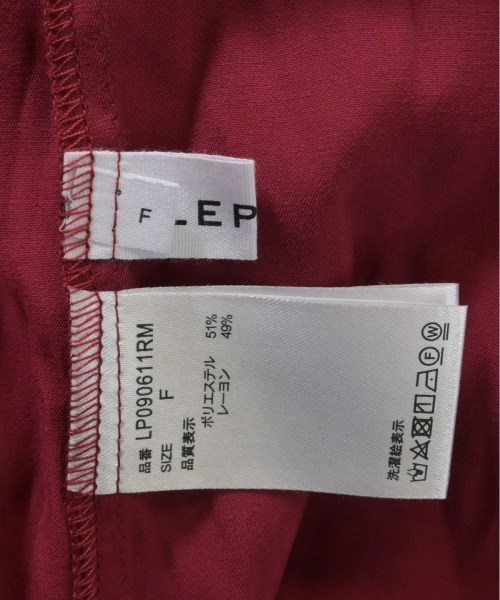 F
LEP
品番 LP090611RM
SIZE F
品質表示
ポリエステル 51%
レーヨン 49%
洗濯絵表示